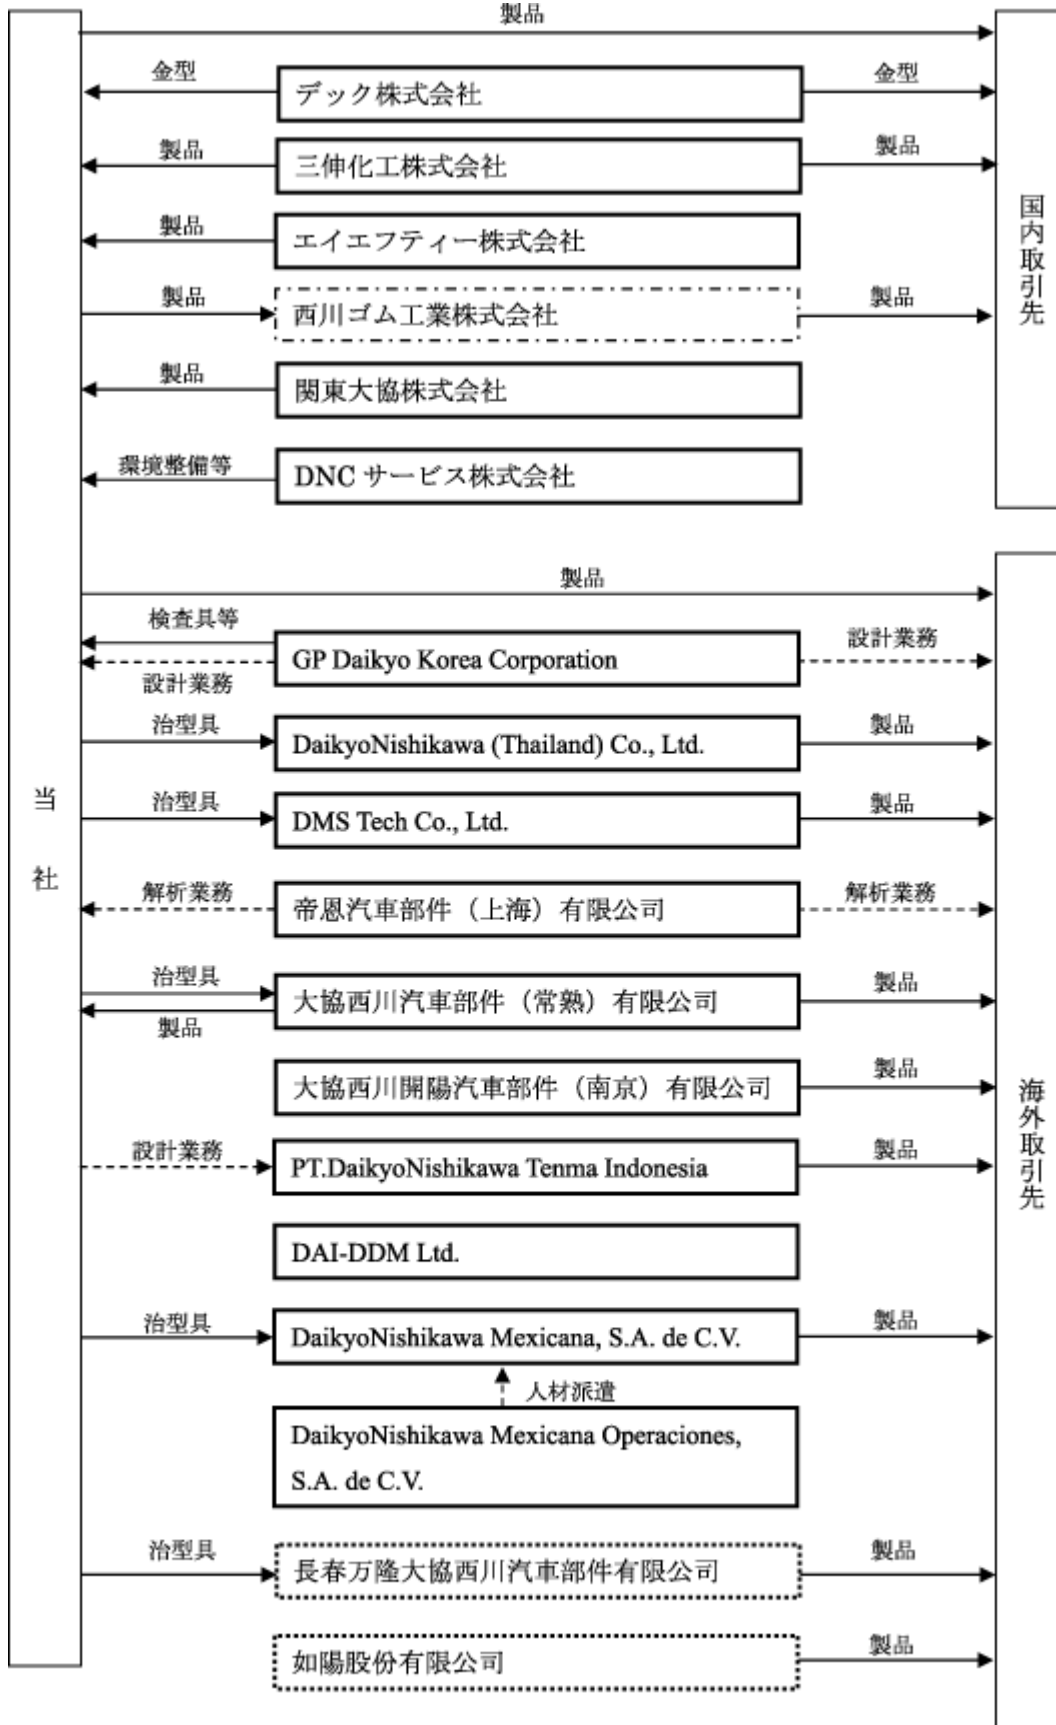 製品
金型
デック株式会社
金型
製品
三伸化工株式会社
製品
製品
エイエフティー株式会社
製品
西川ゴム工業株式会社
製品
製品
関東大協株式会社
環境整備等
DNC サービス株式会社
国内取引先
当社
製品
検査具等
設計業務
GP Daikyo Korea Corporation
設計業務
治型具
DaikyoNishikawa (Thailand) Co., Ltd.
製品
治型具
DMS Tech Co., Ltd.
製品
解析業務
帝恩汽車部件（上海）有限公司
解析業務
治型具
製品
大協西川汽車部件（常熟）有限公司
製品
大協西川開陽汽車部件（南京）有限公司
製品
設計業務
PT.DaikyoNishikawa Tenma Indonesia
製品
DAI-DDM Ltd.
治型具
DaikyoNishikawa Mexicana, S.A. de C.V.
製品
人材派遣
DaikyoNishikawa Mexicana Operaciones,
S.A. de C.V.
治型具
長春万隆大協西川汽車部件有限公司
製品
如陽股份有限公司
製品
海外取引先